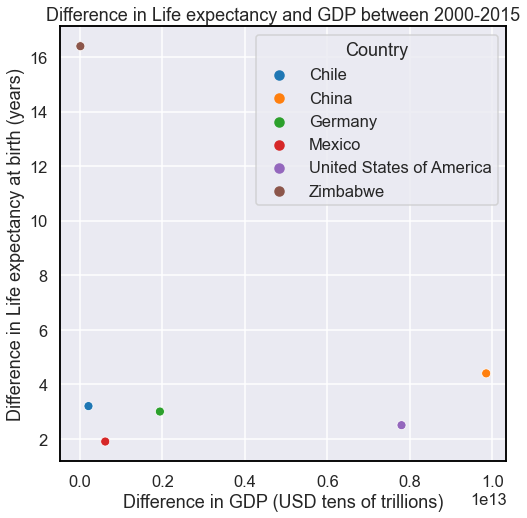 Difference in Life expectancy and GDP between 2000-2015
Difference in Life expectancy at birth (years)
16
14
12
10
8
6
4
2
Country
Chile
China
Germany
Mexico
United States of America
Zimbabwe
0.0 0.2 0.4 0.6 0.8 1.0
1e13
Difference in GDP (USD tens of trillions)